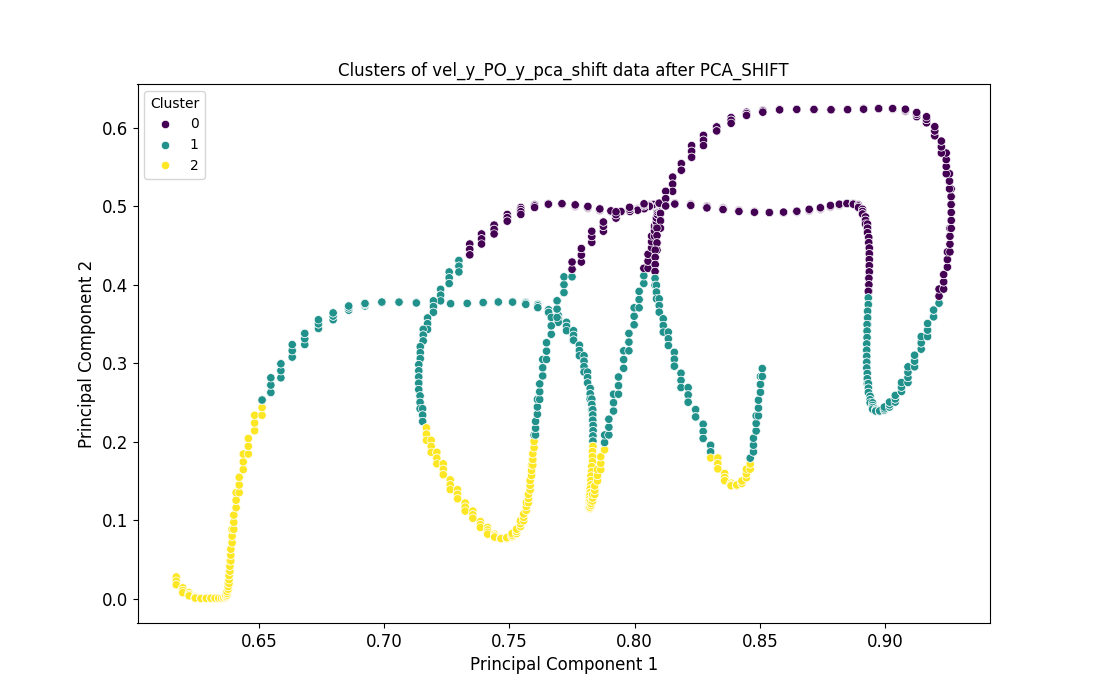 Clusters of vel_y_PO_y_pca_shift data after PCA_SHIFT
Cluster
0
1
2
Principal Component 2
0.6
0.5
0.4
0.3
0.2
0.1
0.0
0.65 0.70 0.75 0.80 0.85 0.90
Principal Component 1